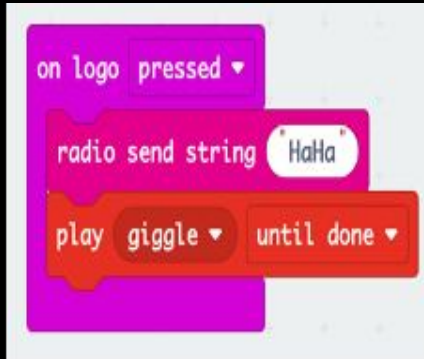 on logo pressed ▾
radio send string "HaHa"
play giggle ▾ until done ▾